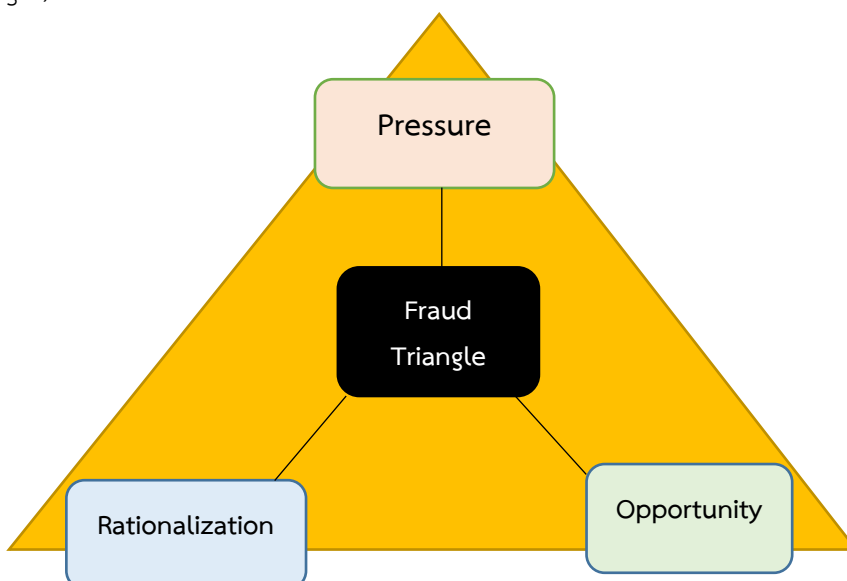 Pressure
Fraud
Triangle
Rationalization
Opportunity